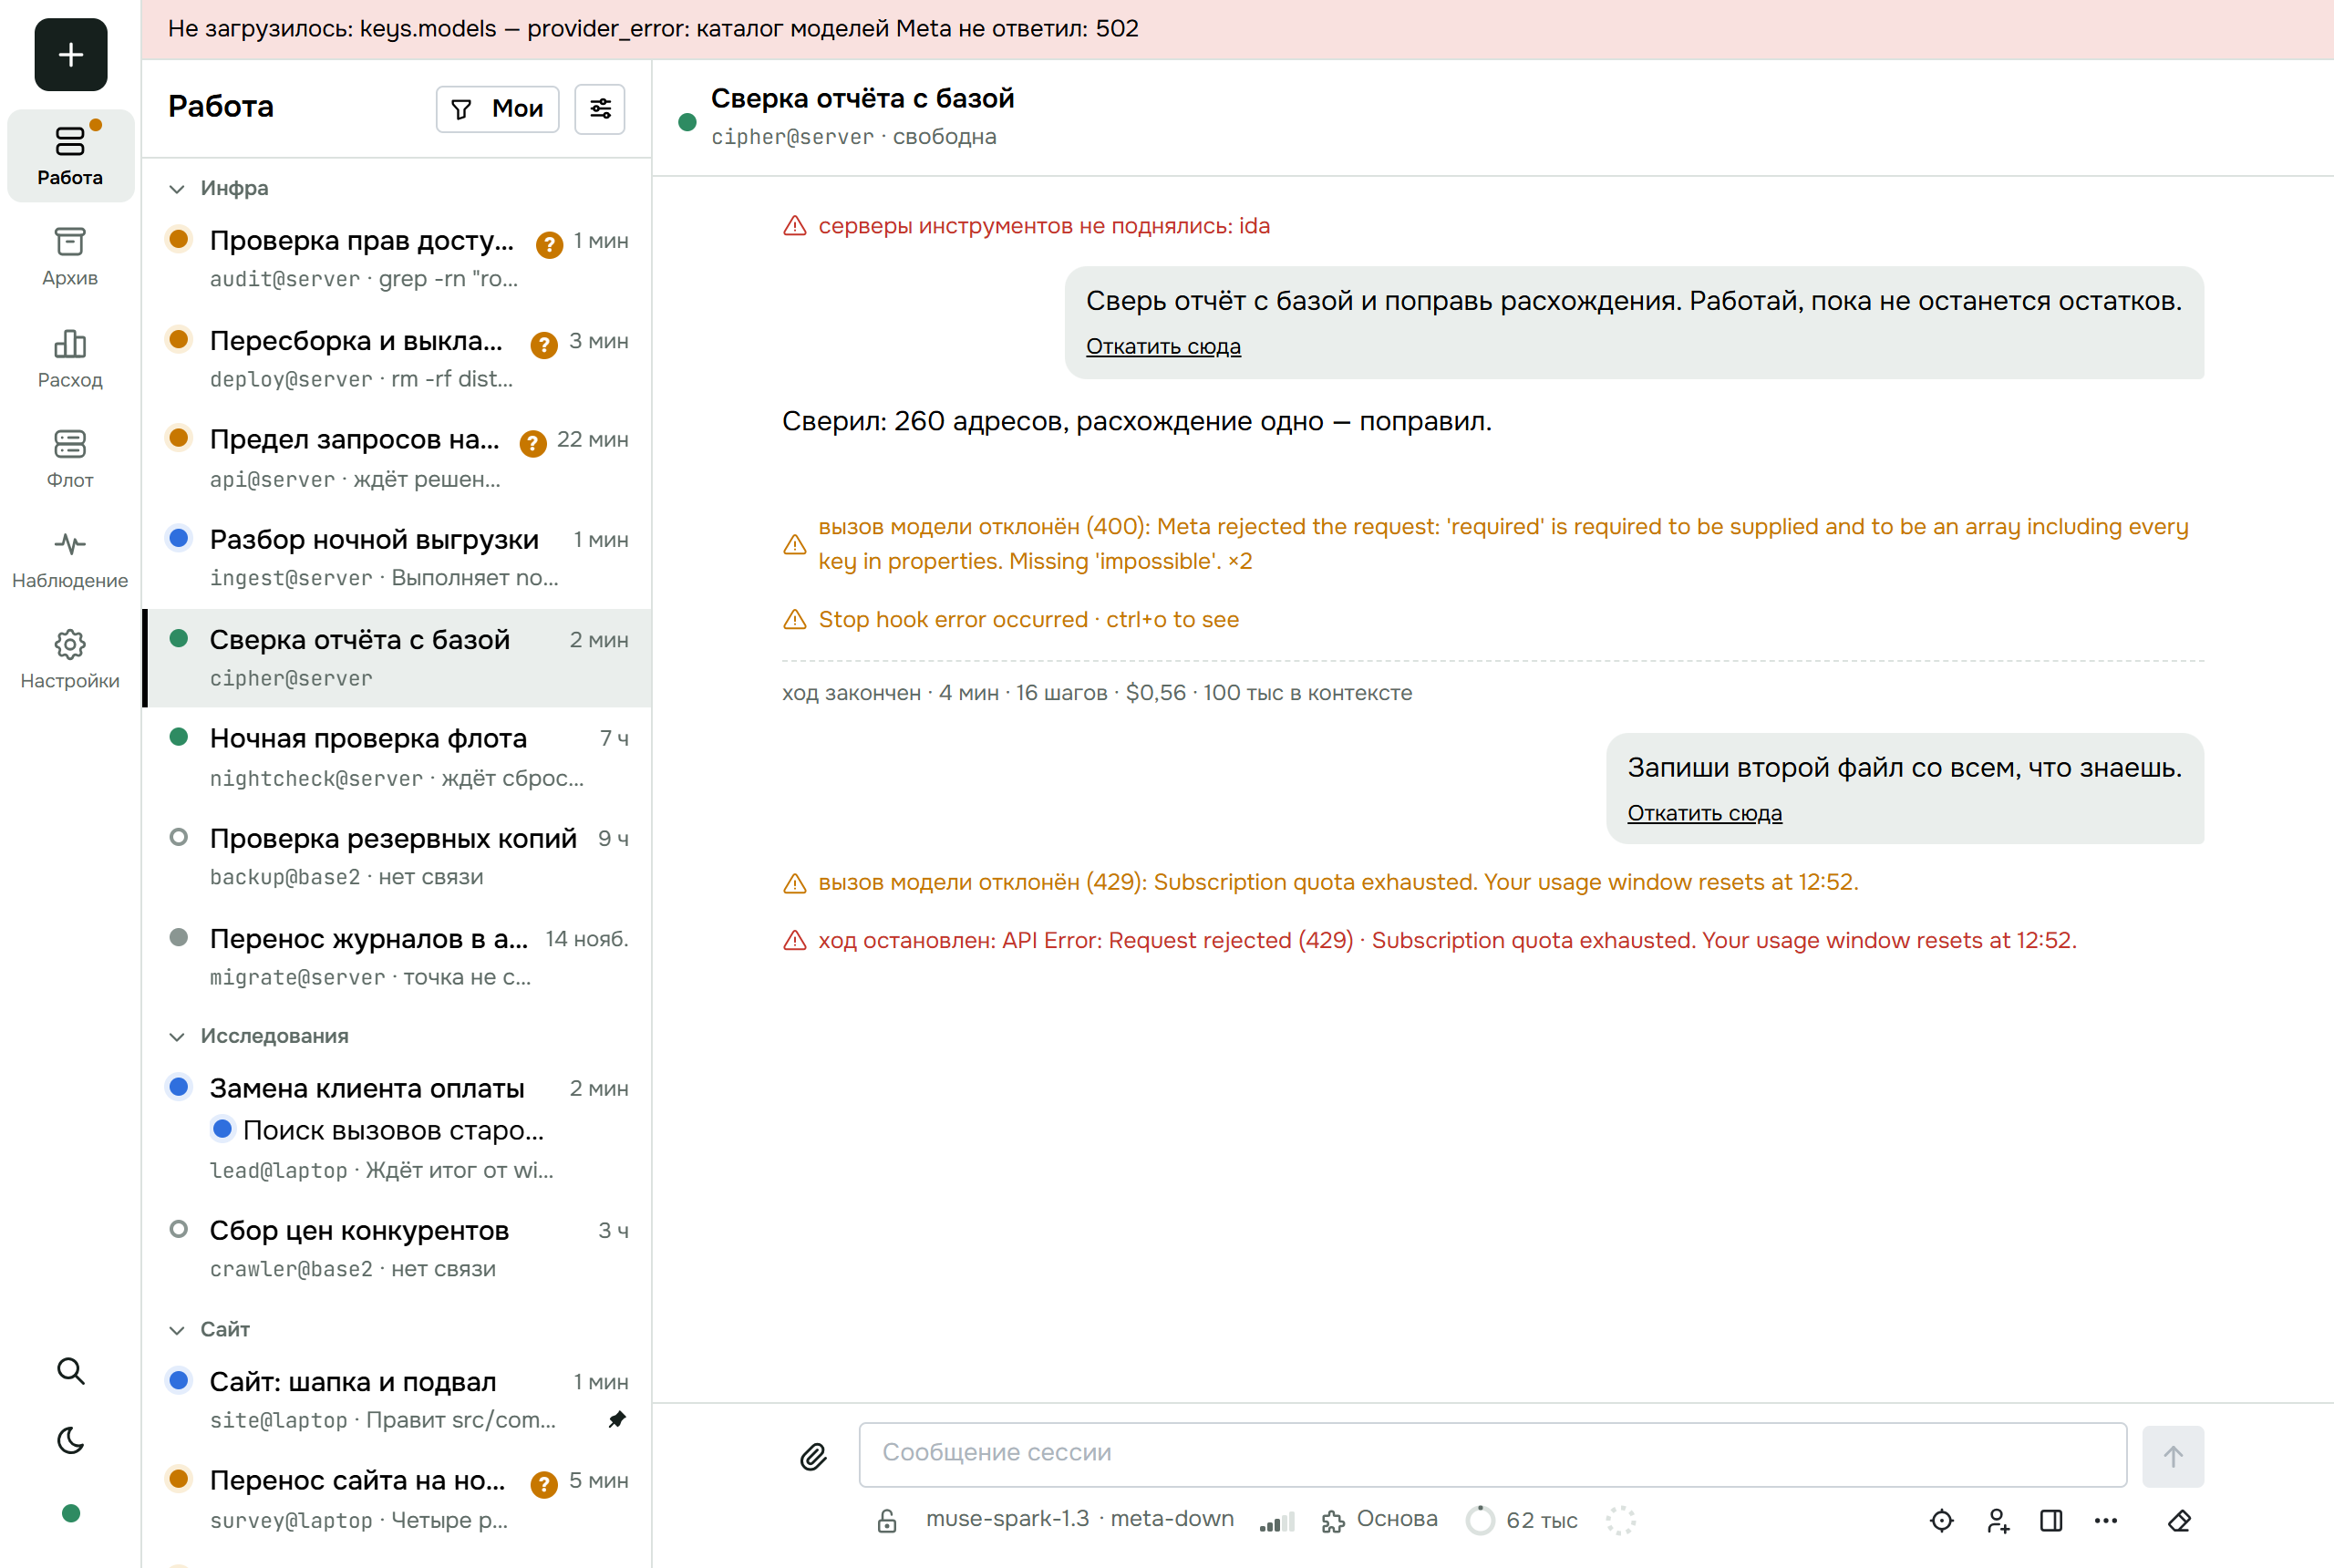 Не загрузилось: keys.models — provider_error: каталог моделей Meta не ответил: 502
Работа
Архив
Расход
Флот
Наблюдение
Настройки
Работа
Мои
Инфра
Проверка прав досту...
? 1 мин
audit@server · grep -rn "ro...
Пересборка и выкла...
? 3 мин
deploy@server · rm -rf dist...
Предел запросов на...
? 22 мин
api@server · ждёт решен...
Разбор ночной выгрузки
1 мин
ingest@server · Выполняет по...
Сверка отчёта с базой
2 мин
cipher@server
Ночная проверка флота
7 ч
nightcheck@server · ждёт сброс...
Проверка резервных копий
9 ч
backup@base2 · нет связи
Перенос журналов в а...
14 нояб.
migrate@server · точка не с...
Исследования
Замена клиента оплаты
2 мин
Поиск вызовов старо...
lead@laptop · Ждёт итог от wi...
Сбор цен конкурентов
3 ч
crawler@base2 · нет связи
Сайт
Сайт: шапка и подвал
1 мин
site@laptop · Правит src/com...
Перенос сайта на но...
? 5 мин
survey@laptop · Четыре р...
Сверка отчёта с базой
cipher@server · свободна
серверы инструментов не поднялись: ida
Сверь отчёт с базой и поправь расхождения. Работай, пока не останется остатков.
Откатить сюда
Сверил: 260 адресов, расхождение одно — поправил.
вызов модели отклонён (400): Meta rejected the request: 'required' is required to be supplied and to be an array including every
key in properties. Missing 'impossible'. ×2
Stop hook error occurred · ctrl+o to see
ход закончен · 4 мин · 16 шагов · $0,56 · 100 тыс в контексте
Запиши второй файл со всем, что знаешь.
Откатить сюда
вызов модели отклонён (429): Subscription quota exhausted. Your usage window resets at 12:52.
ход остановлен: API Error: Request rejected (429) · Subscription quota exhausted. Your usage window resets at 12:52.
Сообщение сессии
muse-spark-1.3 · meta-down
Основа
62 тыс